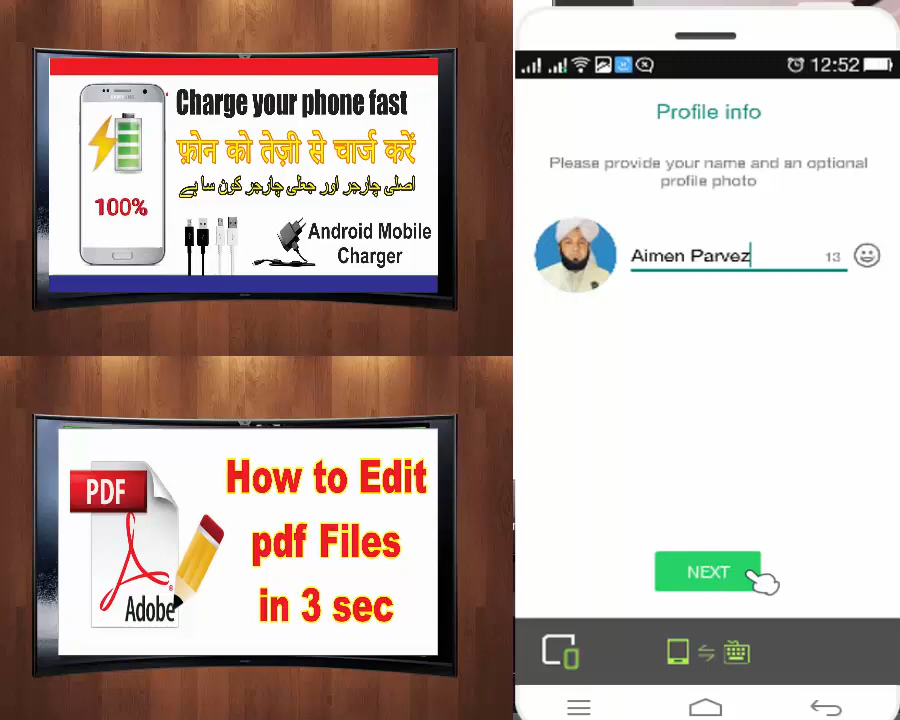 Charge your phone fast
फ़ोन को तेज़ी से चार्ज करें
اصلی چارجر اور جعلی چارجر کون سا ہے
100%
Android Mobile
Charger
PDF
Adobe
How to Edit
pdf Files
in 3 sec
12:52
Profile info
Please provide your name and an optional
profile photo
Aimen Parvez
13
NEXT